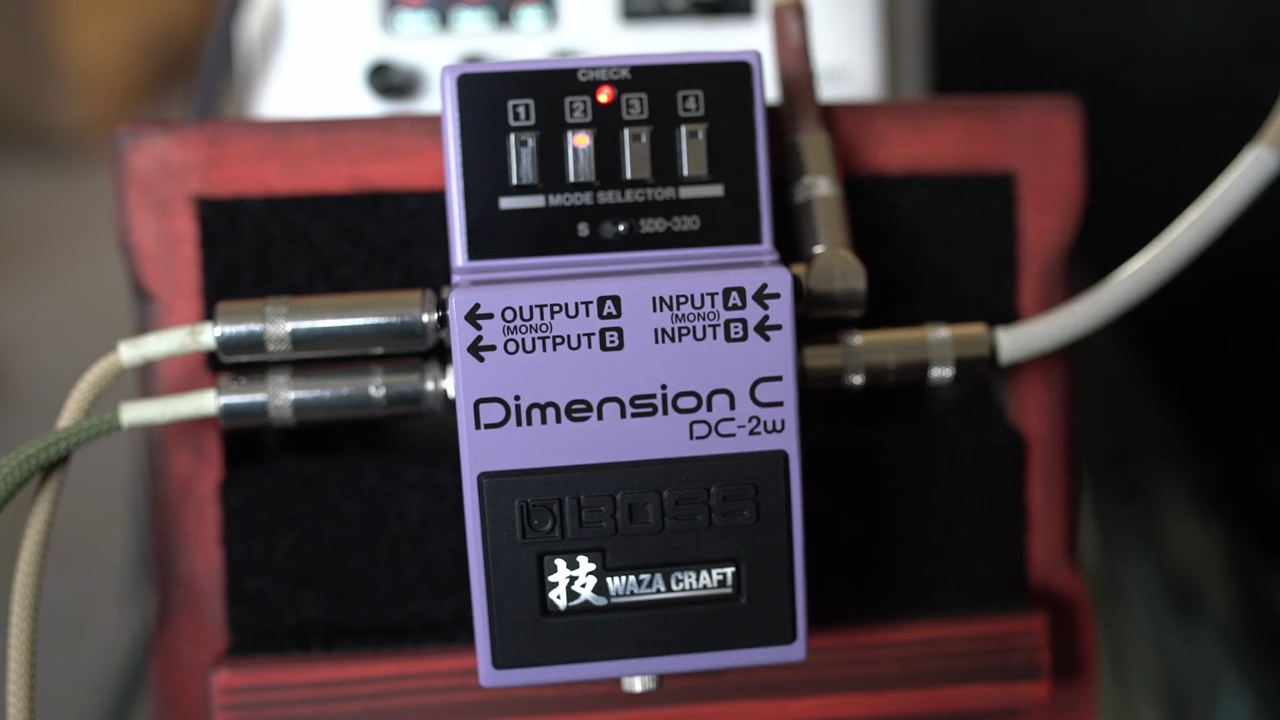 CHECK
1 2 3 4
MODE SELECTOR
S SDD-320
OUTPUT A INPUT A
(MONO) (MONO)
OUTPUT B INPUT B
Dimension C
DC-2w
BOSS
技 WAZA CRAFT